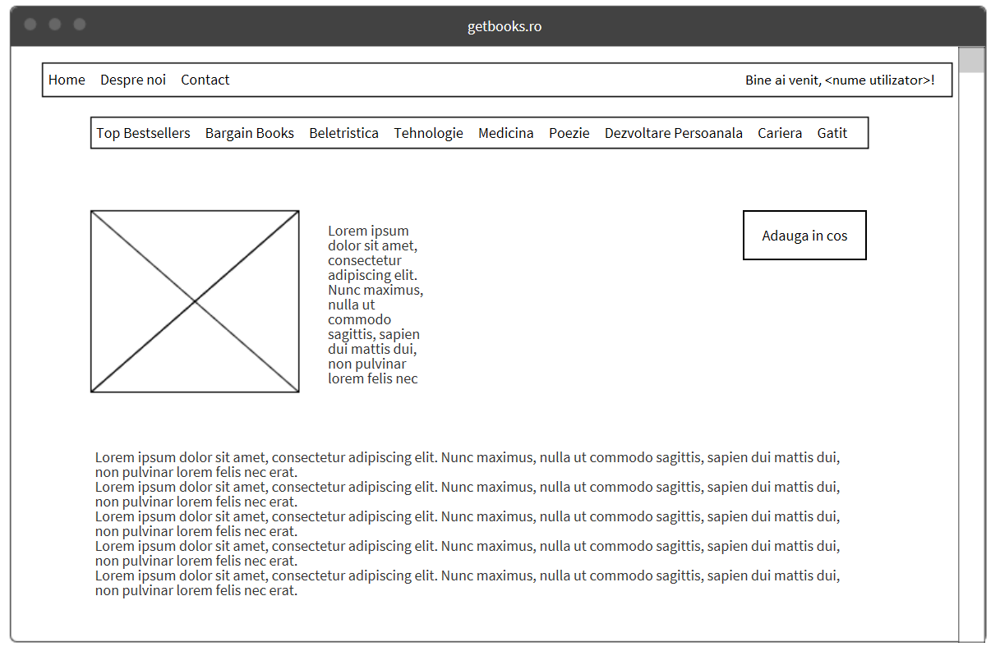 getbooks.ro
Home Despre noi Contact Bine ai venit, <nume utilizator>!
Top Bestsellers Bargain Books Beletristica Tehnologie Medicina Poezie Dezvoltare Persoanala Cariera Gatit
Lorem ipsum
dolor sit amet,
consectetur
adipiscing elit.
Nunc maximus,
nulla ut
commodo
sagittis, sapien
dui mattis dui,
non pulvinar
lorem felis nec
Adauga in cos
Lorem ipsum dolor sit amet, consectetur adipiscing elit. Nunc maximus, nulla ut commodo sagittis, sapien dui mattis dui,
non pulvinar lorem felis nec erat.
Lorem ipsum dolor sit amet, consectetur adipiscing elit. Nunc maximus, nulla ut commodo sagittis, sapien dui mattis dui,
non pulvinar lorem felis nec erat.
Lorem ipsum dolor sit amet, consectetur adipiscing elit. Nunc maximus, nulla ut commodo sagittis, sapien dui mattis dui,
non pulvinar lorem felis nec erat.
Lorem ipsum dolor sit amet, consectetur adipiscing elit. Nunc maximus, nulla ut commodo sagittis, sapien dui mattis dui,
non pulvinar lorem felis nec erat.
Lorem ipsum dolor sit amet, consectetur adipiscing elit. Nunc maximus, nulla ut commodo sagittis, sapien dui mattis dui,
non pulvinar lorem felis nec erat.